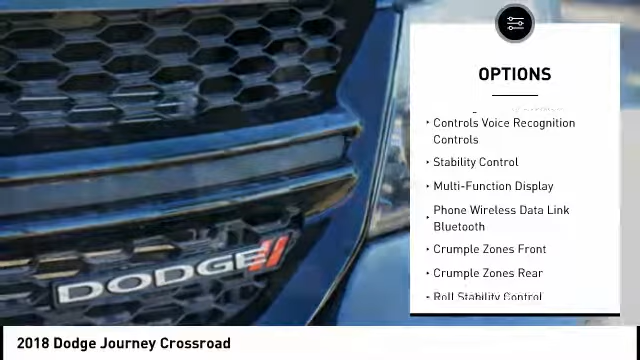 OPTIONS
Controls Voice Recognition
Controls
Stability Control
Multi-Function Display
Phone Wireless Data Link
Bluetooth
Crumple Zones Front
Crumple Zones Rear
Roll Stability Control
DODGE
2018 Dodge Journey Crossroad